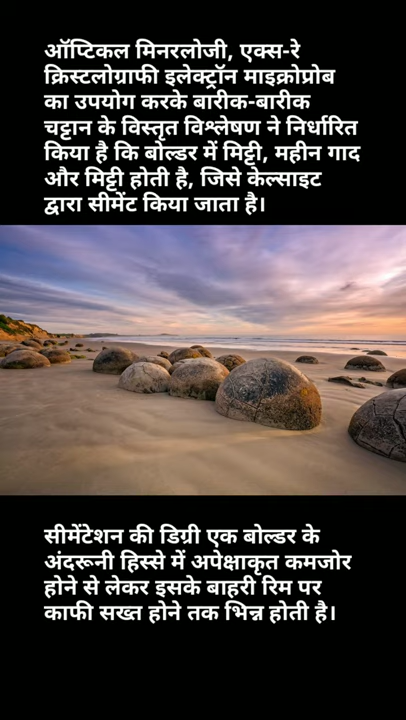 ऑप्टिकल मिनरलोजी, एक्स-रे
क्रिस्टलोग्राफी इलेक्ट्रॉन माइक्रोप्रोब
का उपयोग करके बारीक-बारीक
चट्टान के विस्तृत विश्लेषण ने निर्धारित
किया है कि बोल्डर में मिट्टी, महीन गाद
और मिट्टी होती है, जिसे केल्साइट
द्वारा सीमेंट किया जाता है।
सीमेंटेशन की डिग्री एक बोल्डर के
अंदरूनी हिस्से में अपेक्षाकृत कमजोर
होने से लेकर इसके बाहरी रिम पर
काफी सख्त होने तक भिन्न होती है।